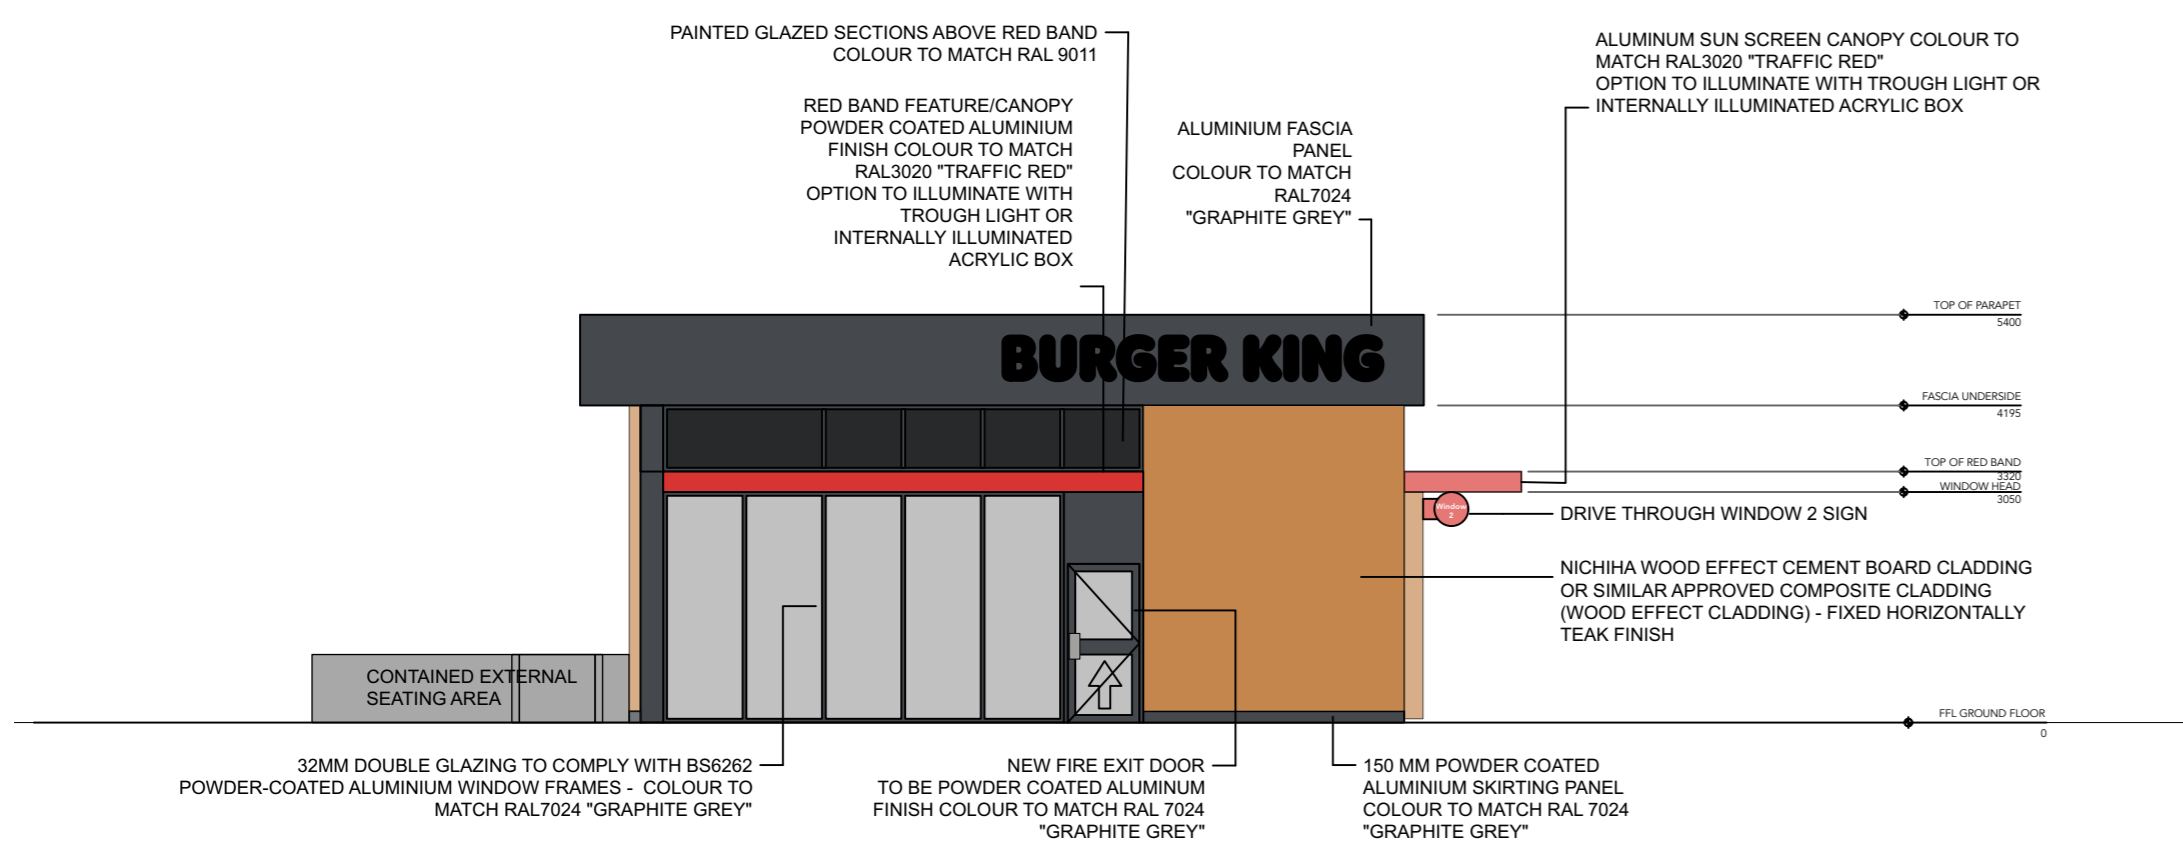 PAINTED GLAZED SECTIONS ABOVE RED BAND
COLOUR TO MATCH RAL 9011
RED BAND FEATURE/CANOPY
POWDER COATED ALUMINIUM
FINISH COLOUR TO MATCH
RAL3020 "TRAFFIC RED"
OPTION TO ILLUMINATE WITH
TROUGH LIGHT OR
INTERNALLY ILLUMINATED
ACRYLIC BOX
ALUMINIUM FASCIA
PANEL
COLOUR TO MATCH
RAL7024
"GRAPHITE GREY"
ALUMINUM SUN SCREEN CANOPY COLOUR TO
MATCH RAL3020 "TRAFFIC RED"
OPTION TO ILLUMINATE WITH TROUGH LIGHT OR
INTERNALLY ILLUMINATED ACRYLIC BOX
BURGER KING
TOP OF PARAPET
5400
FASCIA UNDERSIDE
4195
TOP OF RED BAND
3320
WINDOW HEAD
3050
Window
2
DRIVE THROUGH WINDOW 2 SIGN
NICHIHA WOOD EFFECT CEMENT BOARD CLADDING
OR SIMILAR APPROVED COMPOSITE CLADDING
(WOOD EFFECT CLADDING) - FIXED HORIZONTALLY
TEAK FINISH
CONTAINED EXTERNAL
SEATING AREA
FFL GROUND FLOOR
0
32MM DOUBLE GLAZING TO COMPLY WITH BS6262
POWDER-COATED ALUMINIUM WINDOW FRAMES - COLOUR TO
MATCH RAL7024 "GRAPHITE GREY"
NEW FIRE EXIT DOOR
TO BE POWDER COATED ALUMINUM
FINISH COLOUR TO MATCH RAL 7024
"GRAPHITE GREY"
150 MM POWDER COATED
ALUMINIUM SKIRTING PANEL
COLOUR TO MATCH RAL 7024
"GRAPHITE GREY"